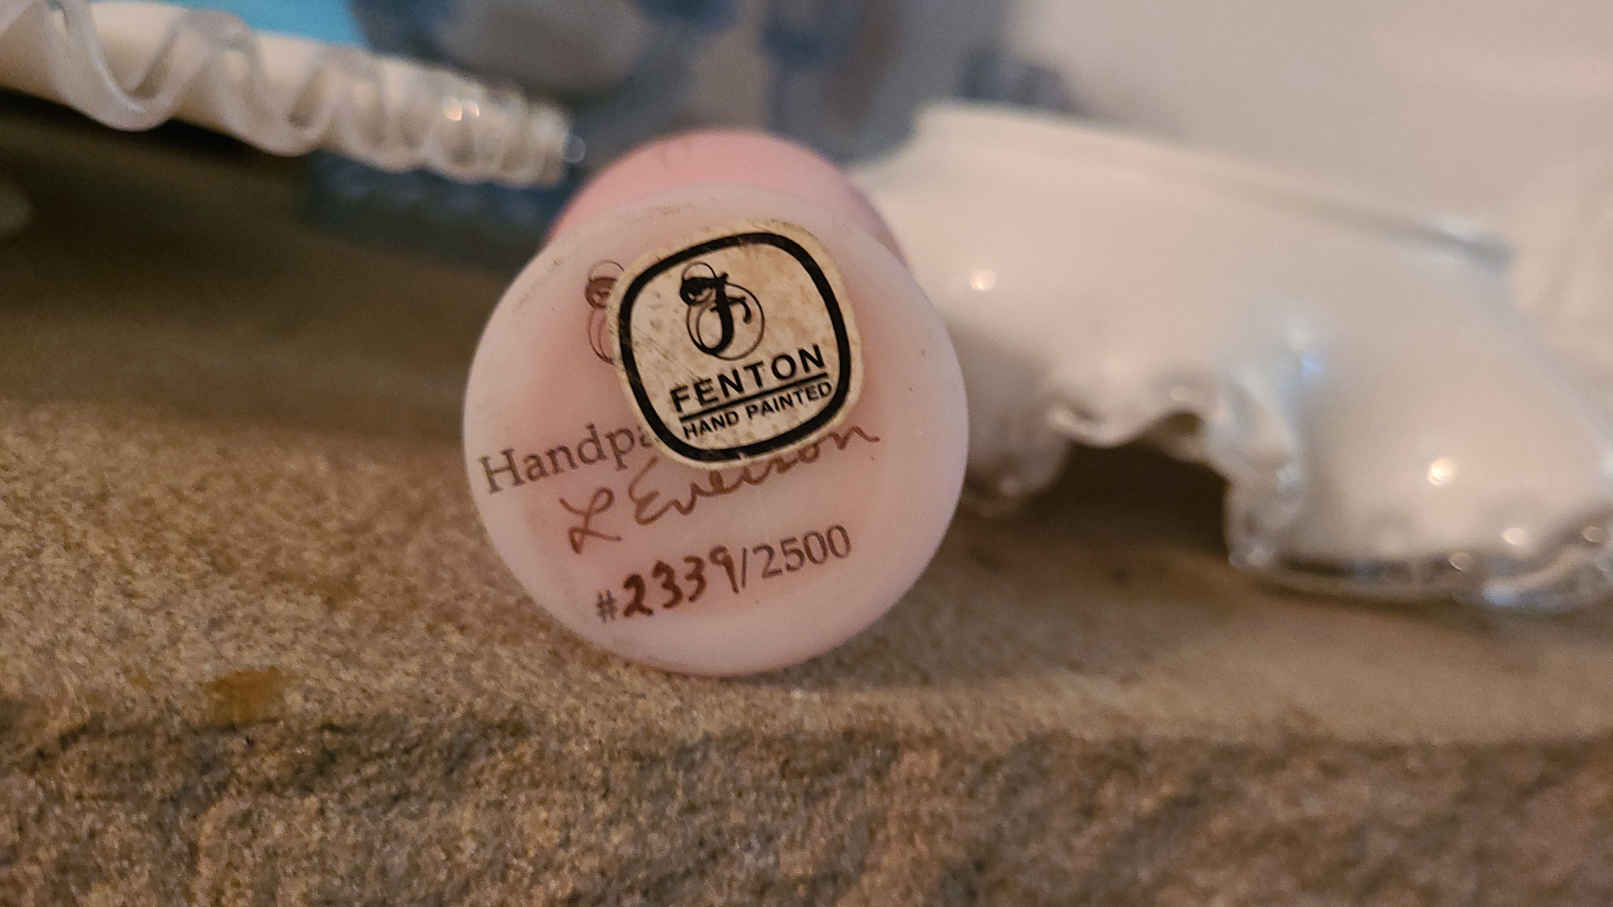 F
FENTON
HAND PAINTED
Handpa
L Everson
#2339/2500